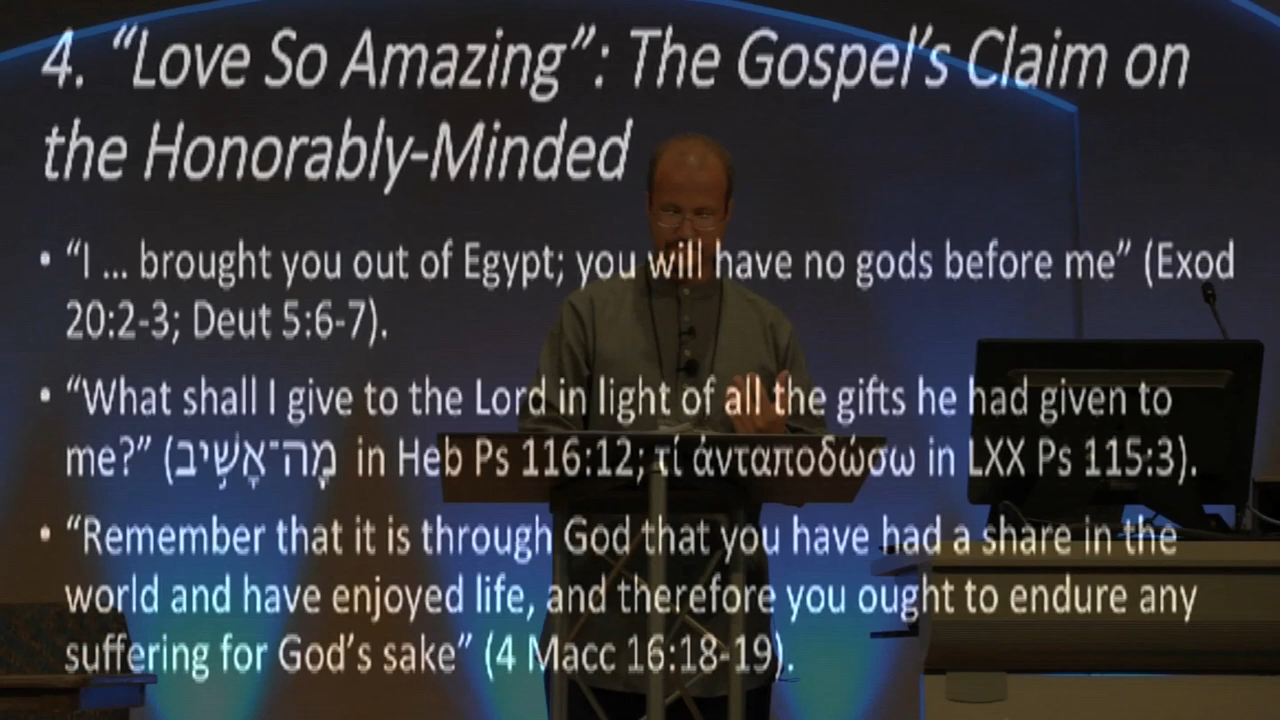 4. “Love So Amazing”: The Gospel’s Claim on
the Honorably-Minded
• “I ... brought you out of Egypt; you will have no gods before me” (Exod
20:2-3; Deut 5:6-7).
• “What shall I give to the Lord in light of all the gifts he had given to
me?” (מָה־אָשִׁ֥יב in Heb Ps 116:12; τί ἀνταποδώσω in LXX Ps 115:3).
• “Remember that it is through God that you have had a share in the
world and have enjoyed life, and therefore you ought to endure any
suffering for God’s sake” (4 Macc 16:18-19).